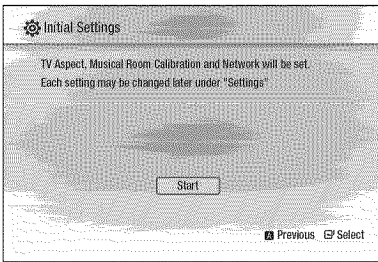 Initial Settings
TV Aspect, Musical Room Calibration and Network will be set.
Each setting may be changed later under "Settings"
Start
A Previous Select